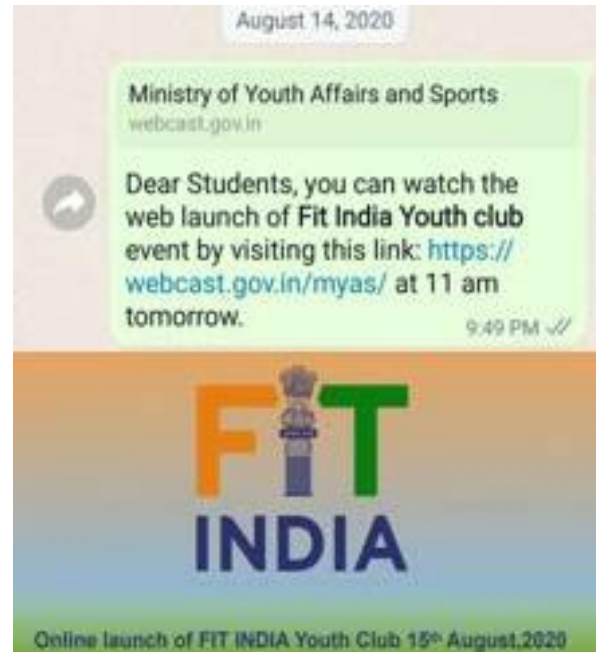 August 14, 2020
Ministry of Youth Affairs and Sports
webcast.gov.in
Dear Students, you can watch the
web launch of Fit India Youth club
event by visiting this link: https://
webcast.gov.in/myas/ at 11 am
tomorrow.
9:49 PM
FiT
INDIA
Online launch of FIT INDIA Youth Club 15th August,2020